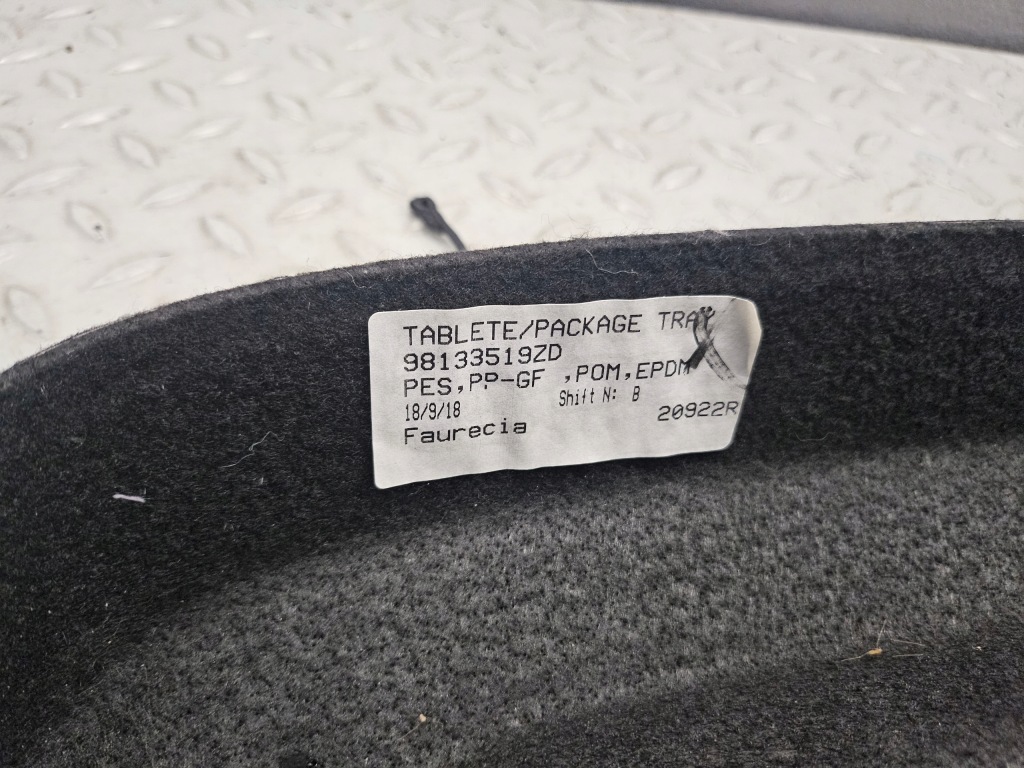 TABLETE/PACKAGE TRAY
98133519ZD
PES,PP-GF ,POM,EPDM
18/9/18 Shift N: B
Faurecia 20922R